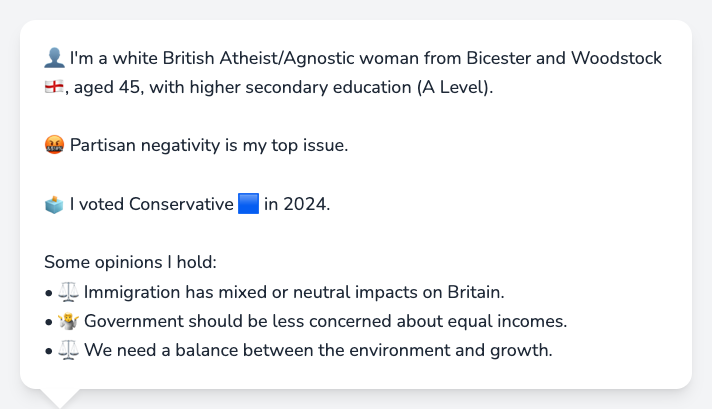 👤 I'm a white British Atheist/Agnostic woman from Bicester and Woodstock
🏴󠁧󠁢󠁥󠁮󠁧󠁿, aged 45, with higher secondary education (A Level).
🤬 Partisan negativity is my top issue.
🗳️ I voted Conservative 🟦 in 2024.
Some opinions I hold:
• ⚖️ Immigration has mixed or neutral impacts on Britain.
• 🤷 Government should be less concerned about equal incomes.
• ⚖️ We need a balance between the environment and growth.